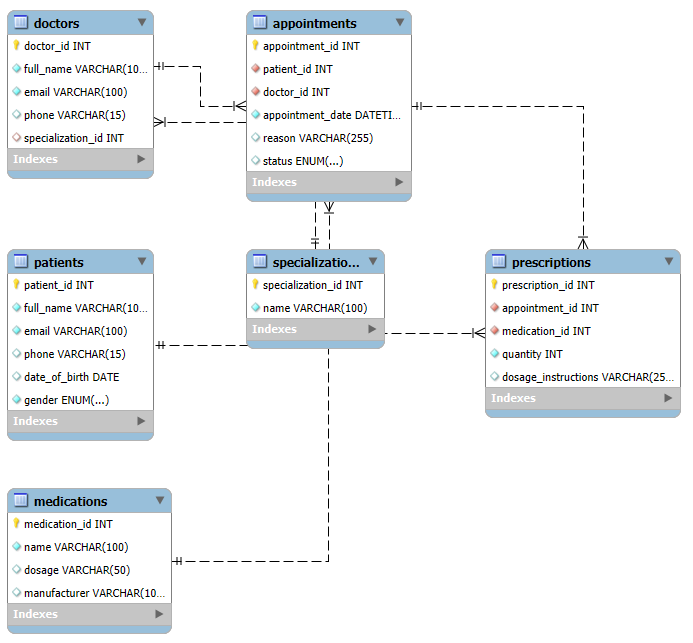 doctors
doctor_id INT
full_name VARCHAR(10...
email VARCHAR(100)
phone VARCHAR(15)
specialization_id INT
Indexes
appointments
appointment_id INT
patient_id INT
doctor_id INT
appointment_date DATETI...
reason VARCHAR(255)
status ENUM(...)
Indexes
patients
patient_id INT
full_name VARCHAR(10...
email VARCHAR(100)
phone VARCHAR(15)
date_of_birth DATE
gender ENUM(...)
Indexes
specializatio...
specialization_id INT
name VARCHAR(100)
Indexes
prescriptions
prescription_id INT
appointment_id INT
medication_id INT
quantity INT
dosage_instructions VARCHAR(25...
Indexes
medications
medication_id INT
name VARCHAR(100)
dosage VARCHAR(50)
manufacturer VARCHAR(10...
Indexes